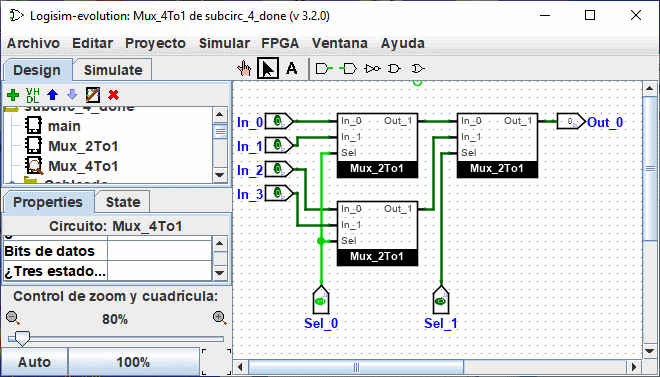 Logisim-evolution: Mux_4To1 de subcirc_4_done (v 3.2.0)
Archivo Editar Proyecto Simular FPGA Ventana Ayuda
A
Design Simulate
VH
DL
subcirc_4_done
main
Mux_2To1
Mux_4To1
Properties State
Circuito: Mux_4To1
Bits de datos
¿Tres estado...
Control de zoom y cuadrícula:
80%
Auto 100%
In_0 0 In_0 Out_1 In_0 Out_1 0 Out_0
In_1 0 In_1 In_1
Sel Sel
In_2 0 Mux_2To1 Mux_2To1
In_3 0
In_0 Out_1
In_1
Sel
Mux_2To1
Sel_0 Sel_1